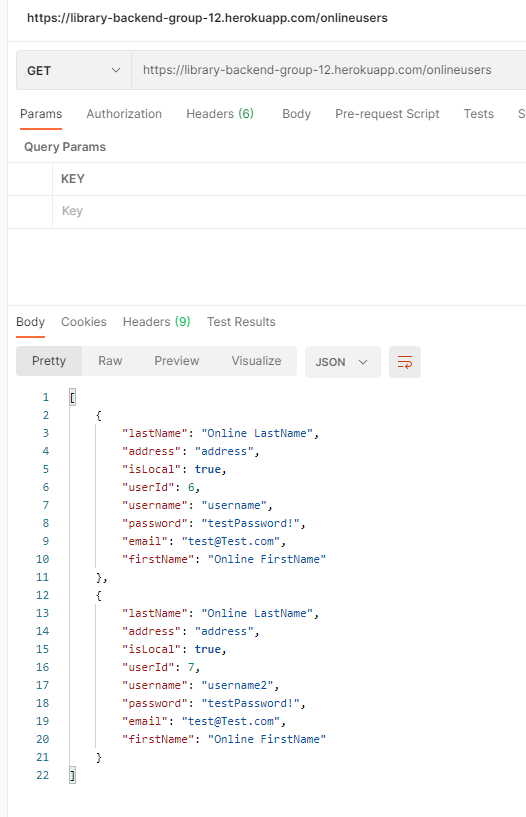 https://library-backend-group-12.herokuapp.com/onlineusers
GET https://library-backend-group-12.herokuapp.com/onlineusers
Params Authorization Headers (6) Body Pre-request Script Tests S
Query Params
KEY
Key
Body Cookies Headers (9) Test Results
Pretty Raw Preview Visualize JSON
1 [
2 {
3 "lastName": "Online LastName",
4 "address": "address",
5 "isLocal": true,
6 "userId": 6,
7 "username": "username",
8 "password": "testPassword!",
9 "email": "test@Test.com",
10 "firstName": "Online FirstName"
11 },
12 {
13 "lastName": "Online LastName",
14 "address": "address",
15 "isLocal": true,
16 "userId": 7,
17 "username": "username2",
18 "password": "testPassword!",
19 "email": "test@Test.com",
20 "firstName": "Online FirstName"
21 }
22 ]